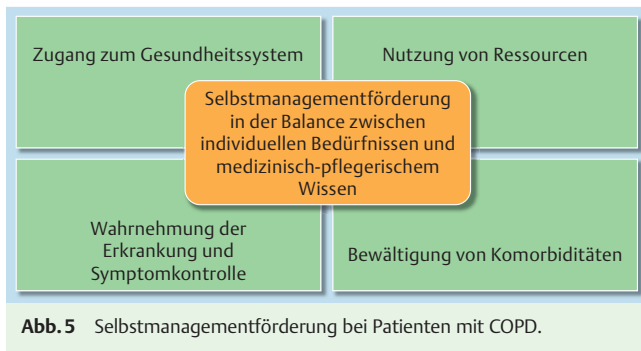 Zugang zum Gesundheitssystem
Nutzung von Ressourcen
Selbstmanagementförderung
in der Balance zwischen
individuellen Bedürfnissen und
medizinisch-pflegerischem
Wissen
Wahrnehmung der
Erkrankung und
Symptomkontrolle
Bewältigung von Komorbiditäten
Abb. 5 Selbstmanagementförderung bei Patienten mit COPD.